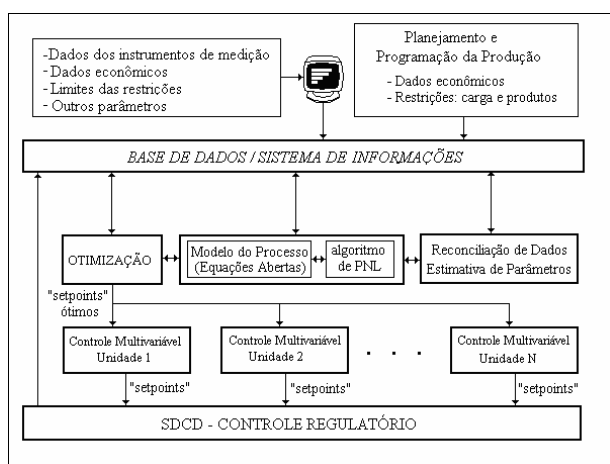 -Dados dos instrumentos de medição
- Dados econômicos
- Limites das restrições
- Outros parâmetros
Planejamento e
Programação da Produção
- Dados econômicos
- Restrições: carga e produtos
BASE DE DADOS / SISTEMA DE INFORMAÇÕES
OTIMIZAÇÃO
Modelo do Processo
(Equações Abertas)
algoritmo
de PNL
Reconciliação de Dados
Estimativa de Parâmetros
"setpoints"
ótimos
Controle Multivariável
Unidade 1
Controle Multivariável
Unidade 2
. . .
Controle Multivariável
Unidade N
"setpoints"
"setpoints"
"setpoints"
SDCD - CONTROLE REGULATÓRIO